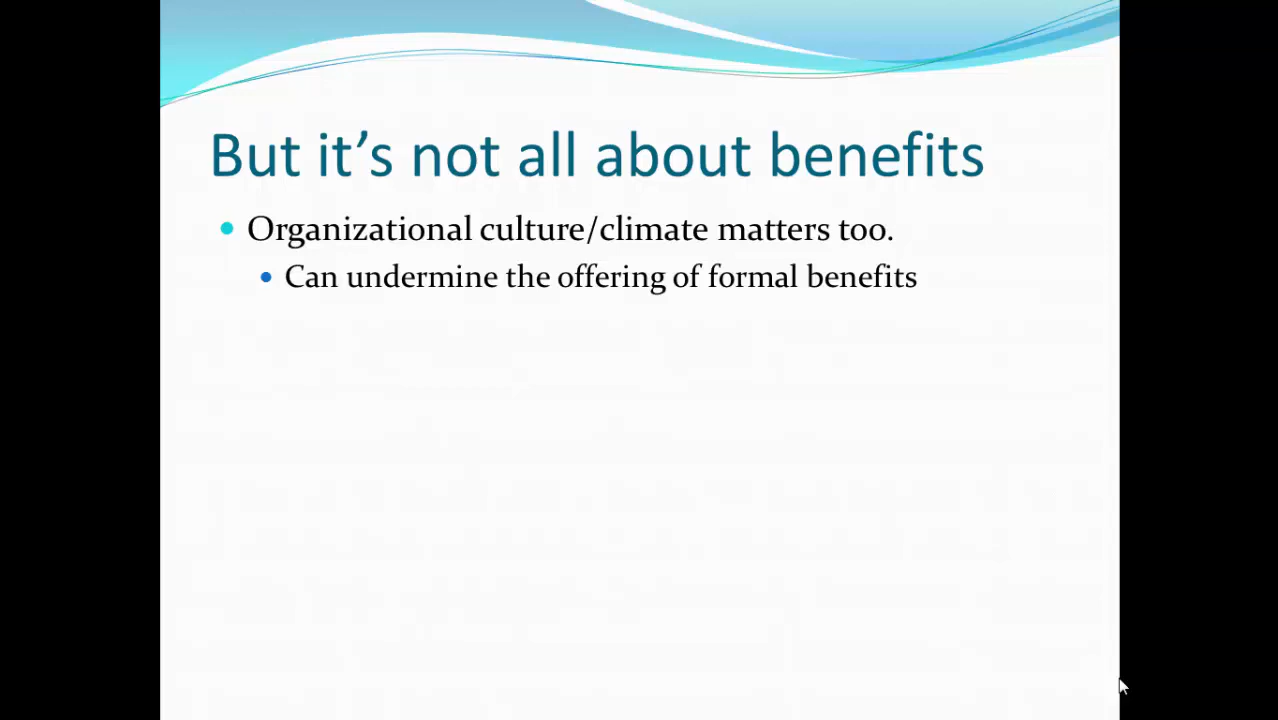 But it’s not all about benefits
Organizational culture/climate matters too.
Can undermine the offering of formal benefits